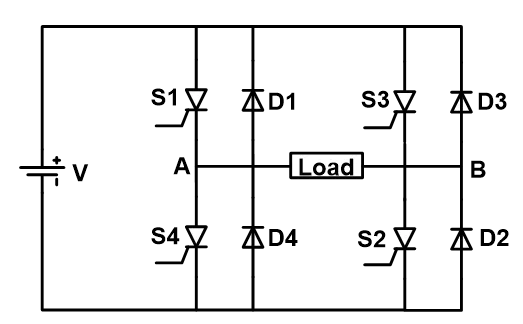 S1 D1 S3 D3
+
V
-
A Load B
S4 D4 S2 D2